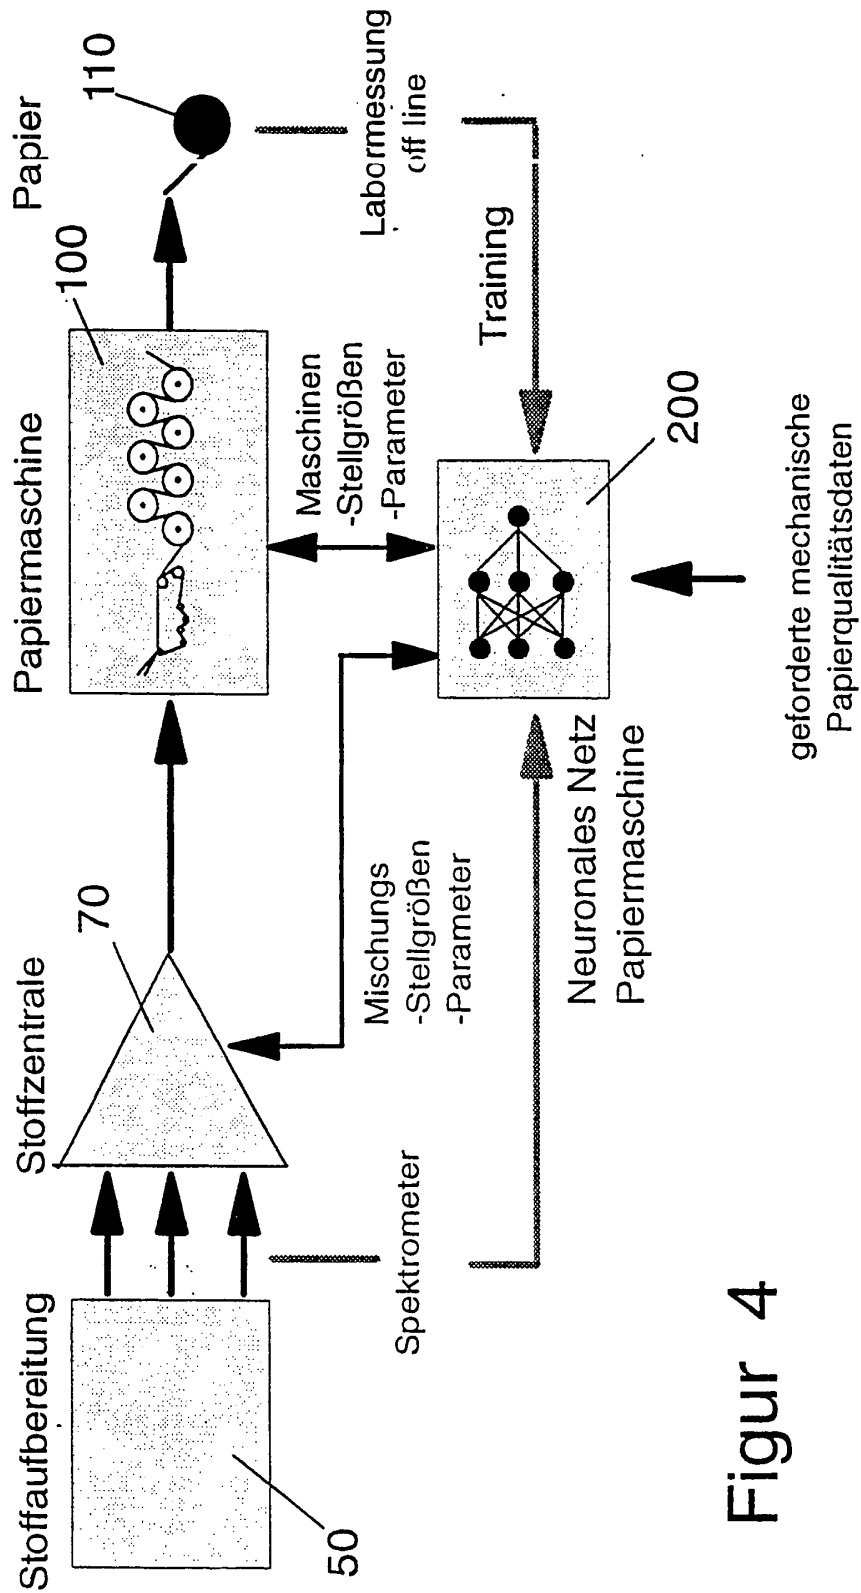 Stoffaufbereitung
Stoffzentrale
Papiermaschine
Papier
50
70
100
110
Spektrometer
Mischungs
-Stellgrößen
-Parameter
Maschinen
-Stellgrößen
-Parameter
Labormessung
off line
Training
Neuronales Netz
Papiermaschine
200
geforderte mechanische
Papierqualitätsdaten
Figur 4